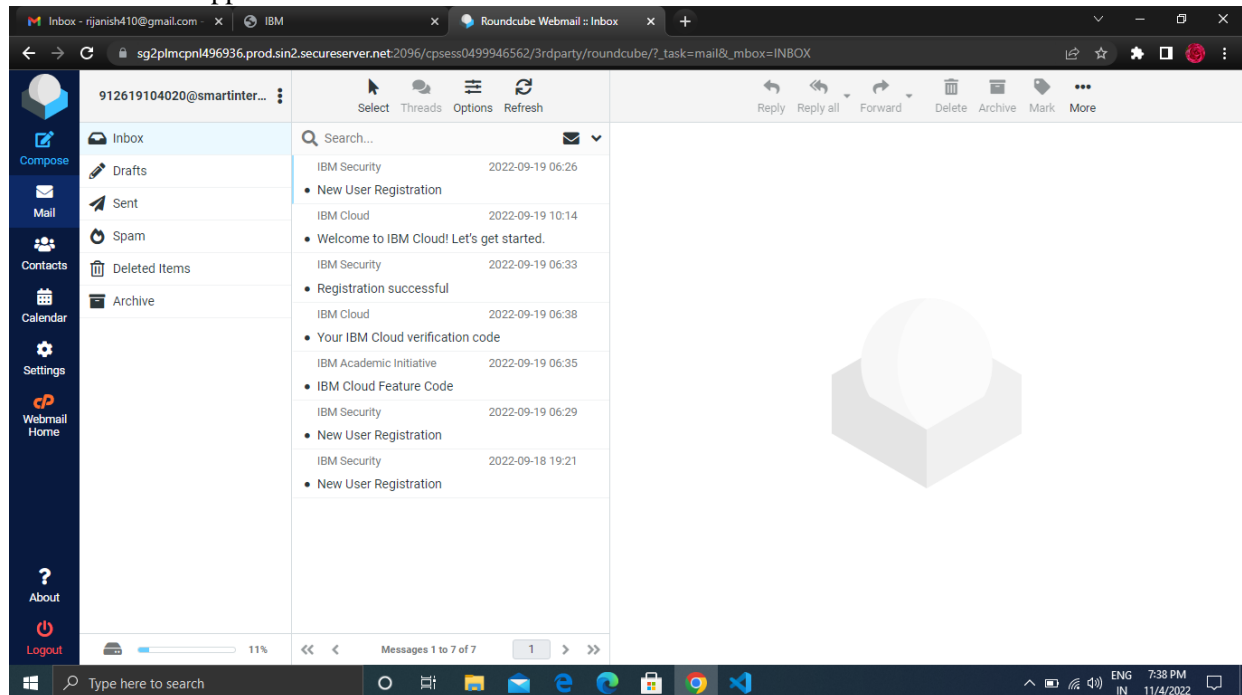 Inbox - rijanish410@gmail.com -
IBM
Roundcube Webmail :: Inbox
sg2plmcpnl496936.prod.sin2.secureserver.net:2096/cpsess0499946562/3rdparty/roundcube/?_task=mail&_mbox=INBOX
912619104020@smartinter...
Select Threads Options Refresh
Reply Reply all Forward Delete Archive Mark More
Compose
Mail
Contacts
Calendar
Settings
cP
Webmail
Home
About
Logout
Inbox
Drafts
Sent
Spam
Deleted Items
Archive
11%
Search...
IBM Security 2022-09-19 06:26
• New User Registration
IBM Cloud 2022-09-19 10:14
• Welcome to IBM Cloud! Let's get started.
IBM Security 2022-09-19 06:33
• Registration successful
IBM Cloud 2022-09-19 06:38
• Your IBM Cloud verification code
IBM Academic Initiative 2022-09-19 06:35
• IBM Cloud Feature Code
IBM Security 2022-09-19 06:29
• New User Registration
IBM Security 2022-09-18 19:21
• New User Registration
Messages 1 to 7 of 7 1
Type here to search
ENG 7:38 PM
IN 11/4/2022